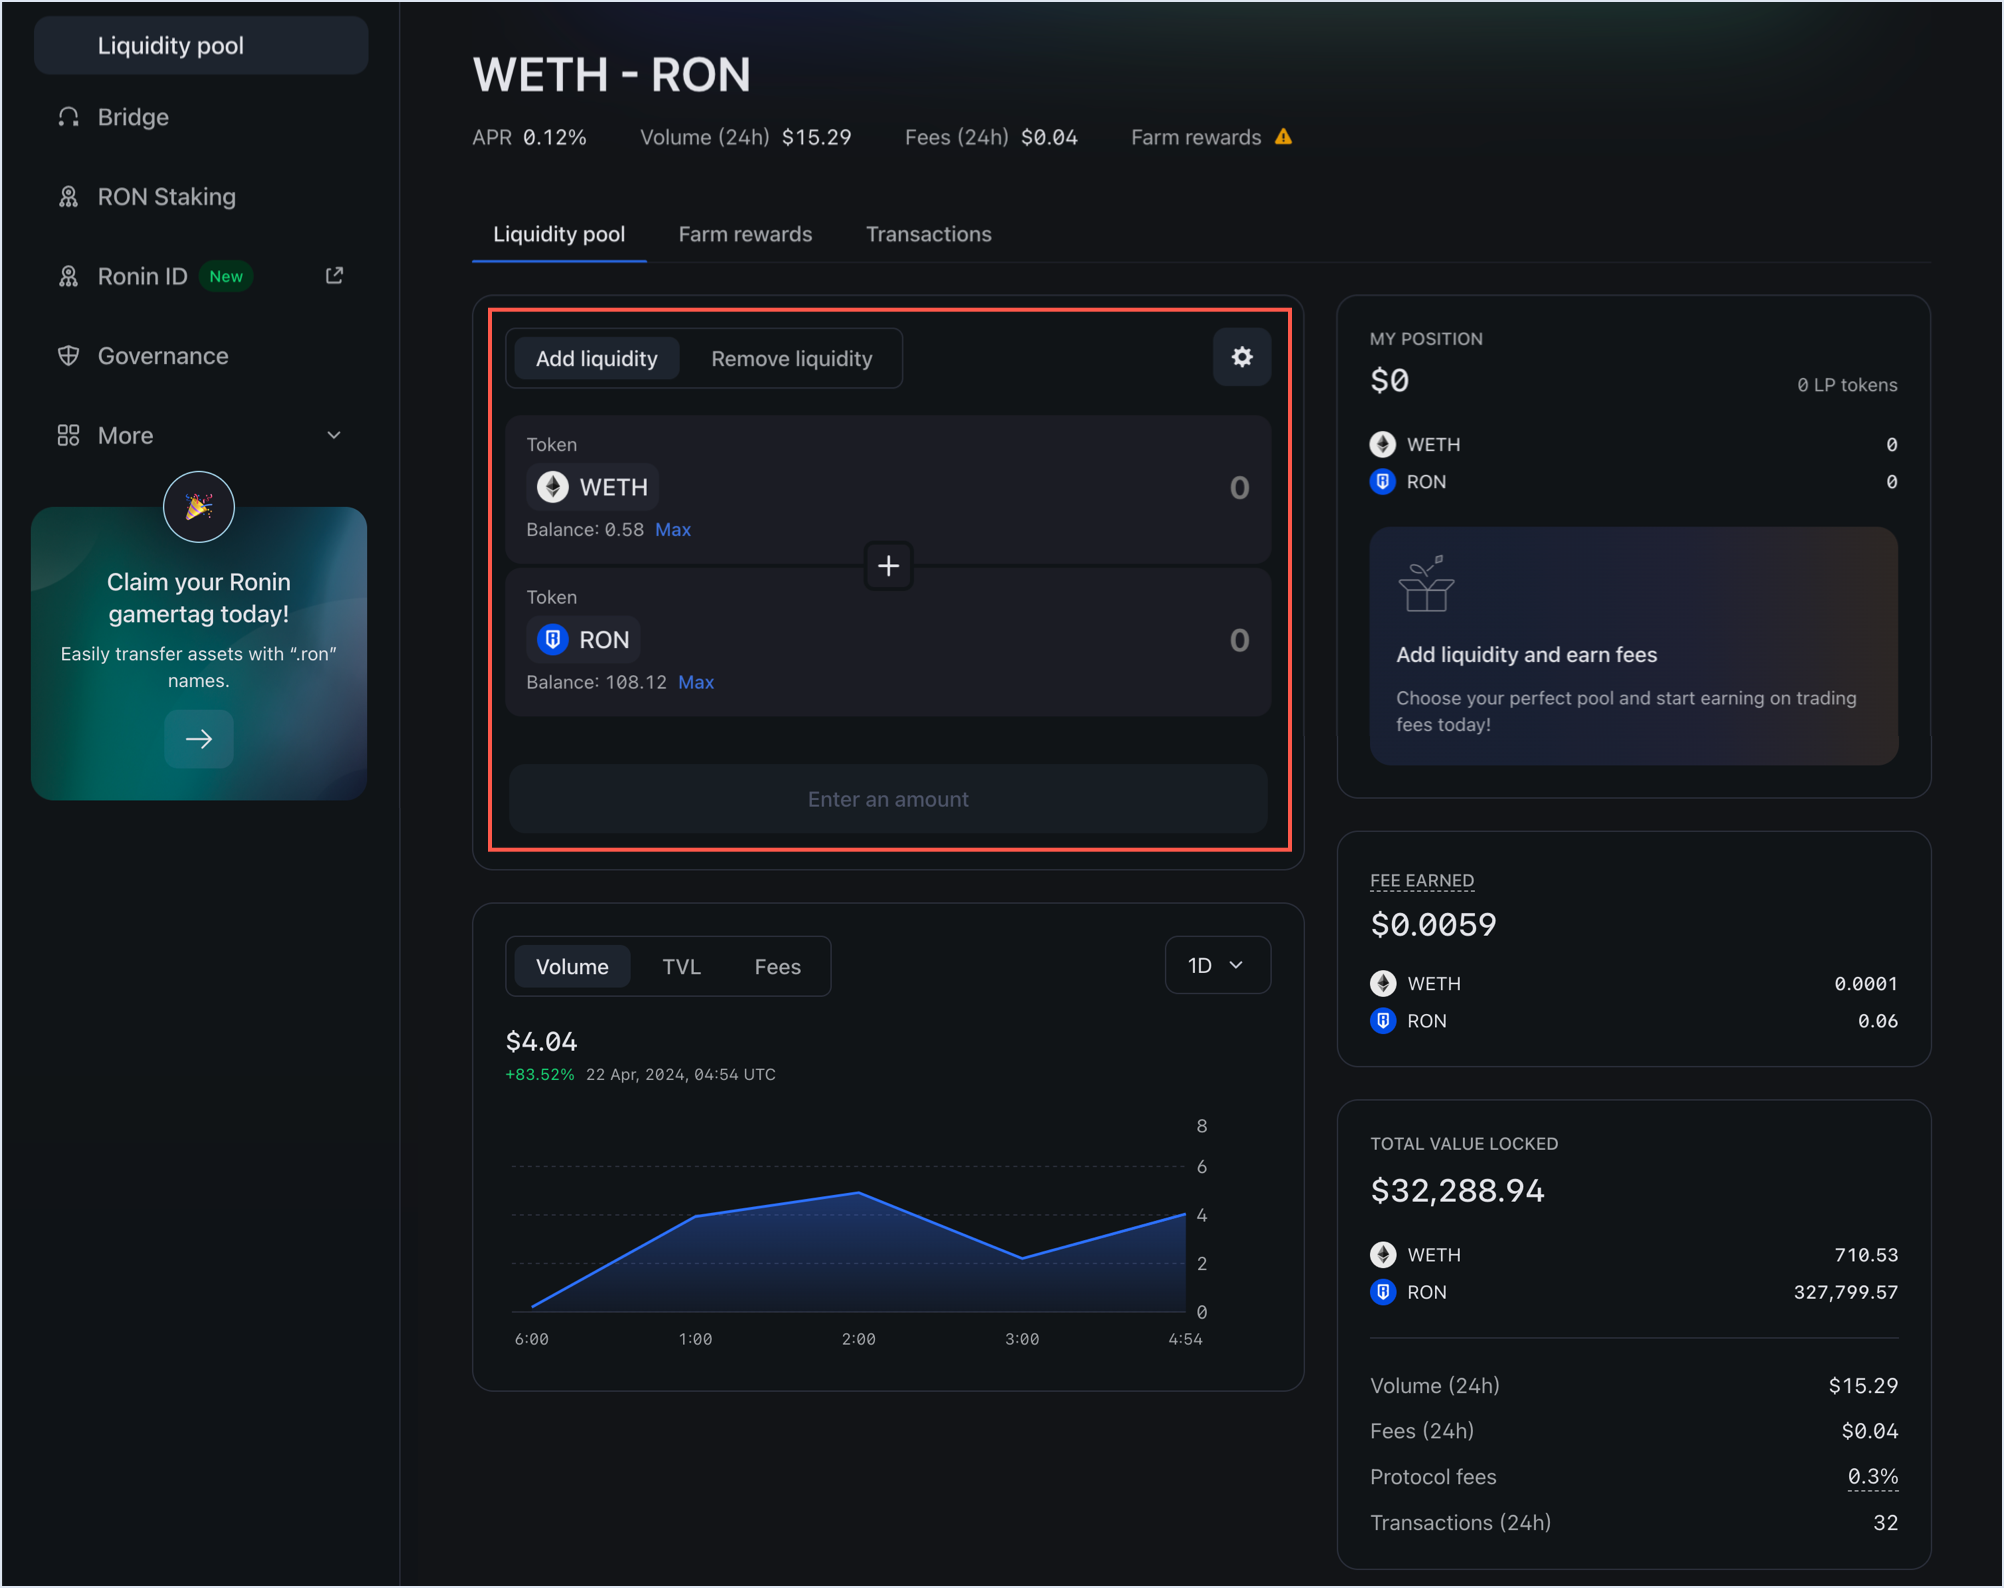 Liquidity pool
Bridge
RON Staking
Ronin ID New
Governance
More
Claim your Ronin
gamertag today!
Easily transfer assets with “.ron”
names.
WETH - RON
APR 0.12% Volume (24h) $15.29 Fees (24h) $0.04 Farm rewards
Liquidity pool Farm rewards Transactions
Add liquidity Remove liquidity
Token
WETH 0
Balance: 0.58 Max
Token
RON 0
Balance: 108.12 Max
Enter an amount
Volume TVL Fees 1D
$4.04
+83.52% 22 Apr, 2024, 04:54 UTC
8
6
4
2
0
6:00 1:00 2:00 3:00 4:54
MY POSITION
$0 0 LP tokens
WETH 0
RON 0
Add liquidity and earn fees
Choose your perfect pool and start earning on trading
fees today!
FEE EARNED
$0.0059
WETH 0.0001
RON 0.06
TOTAL VALUE LOCKED
$32,288.94
WETH 710.53
RON 327,799.57
Volume (24h) $15.29
Fees (24h) $0.04
Protocol fees 0.3%
Transactions (24h) 32